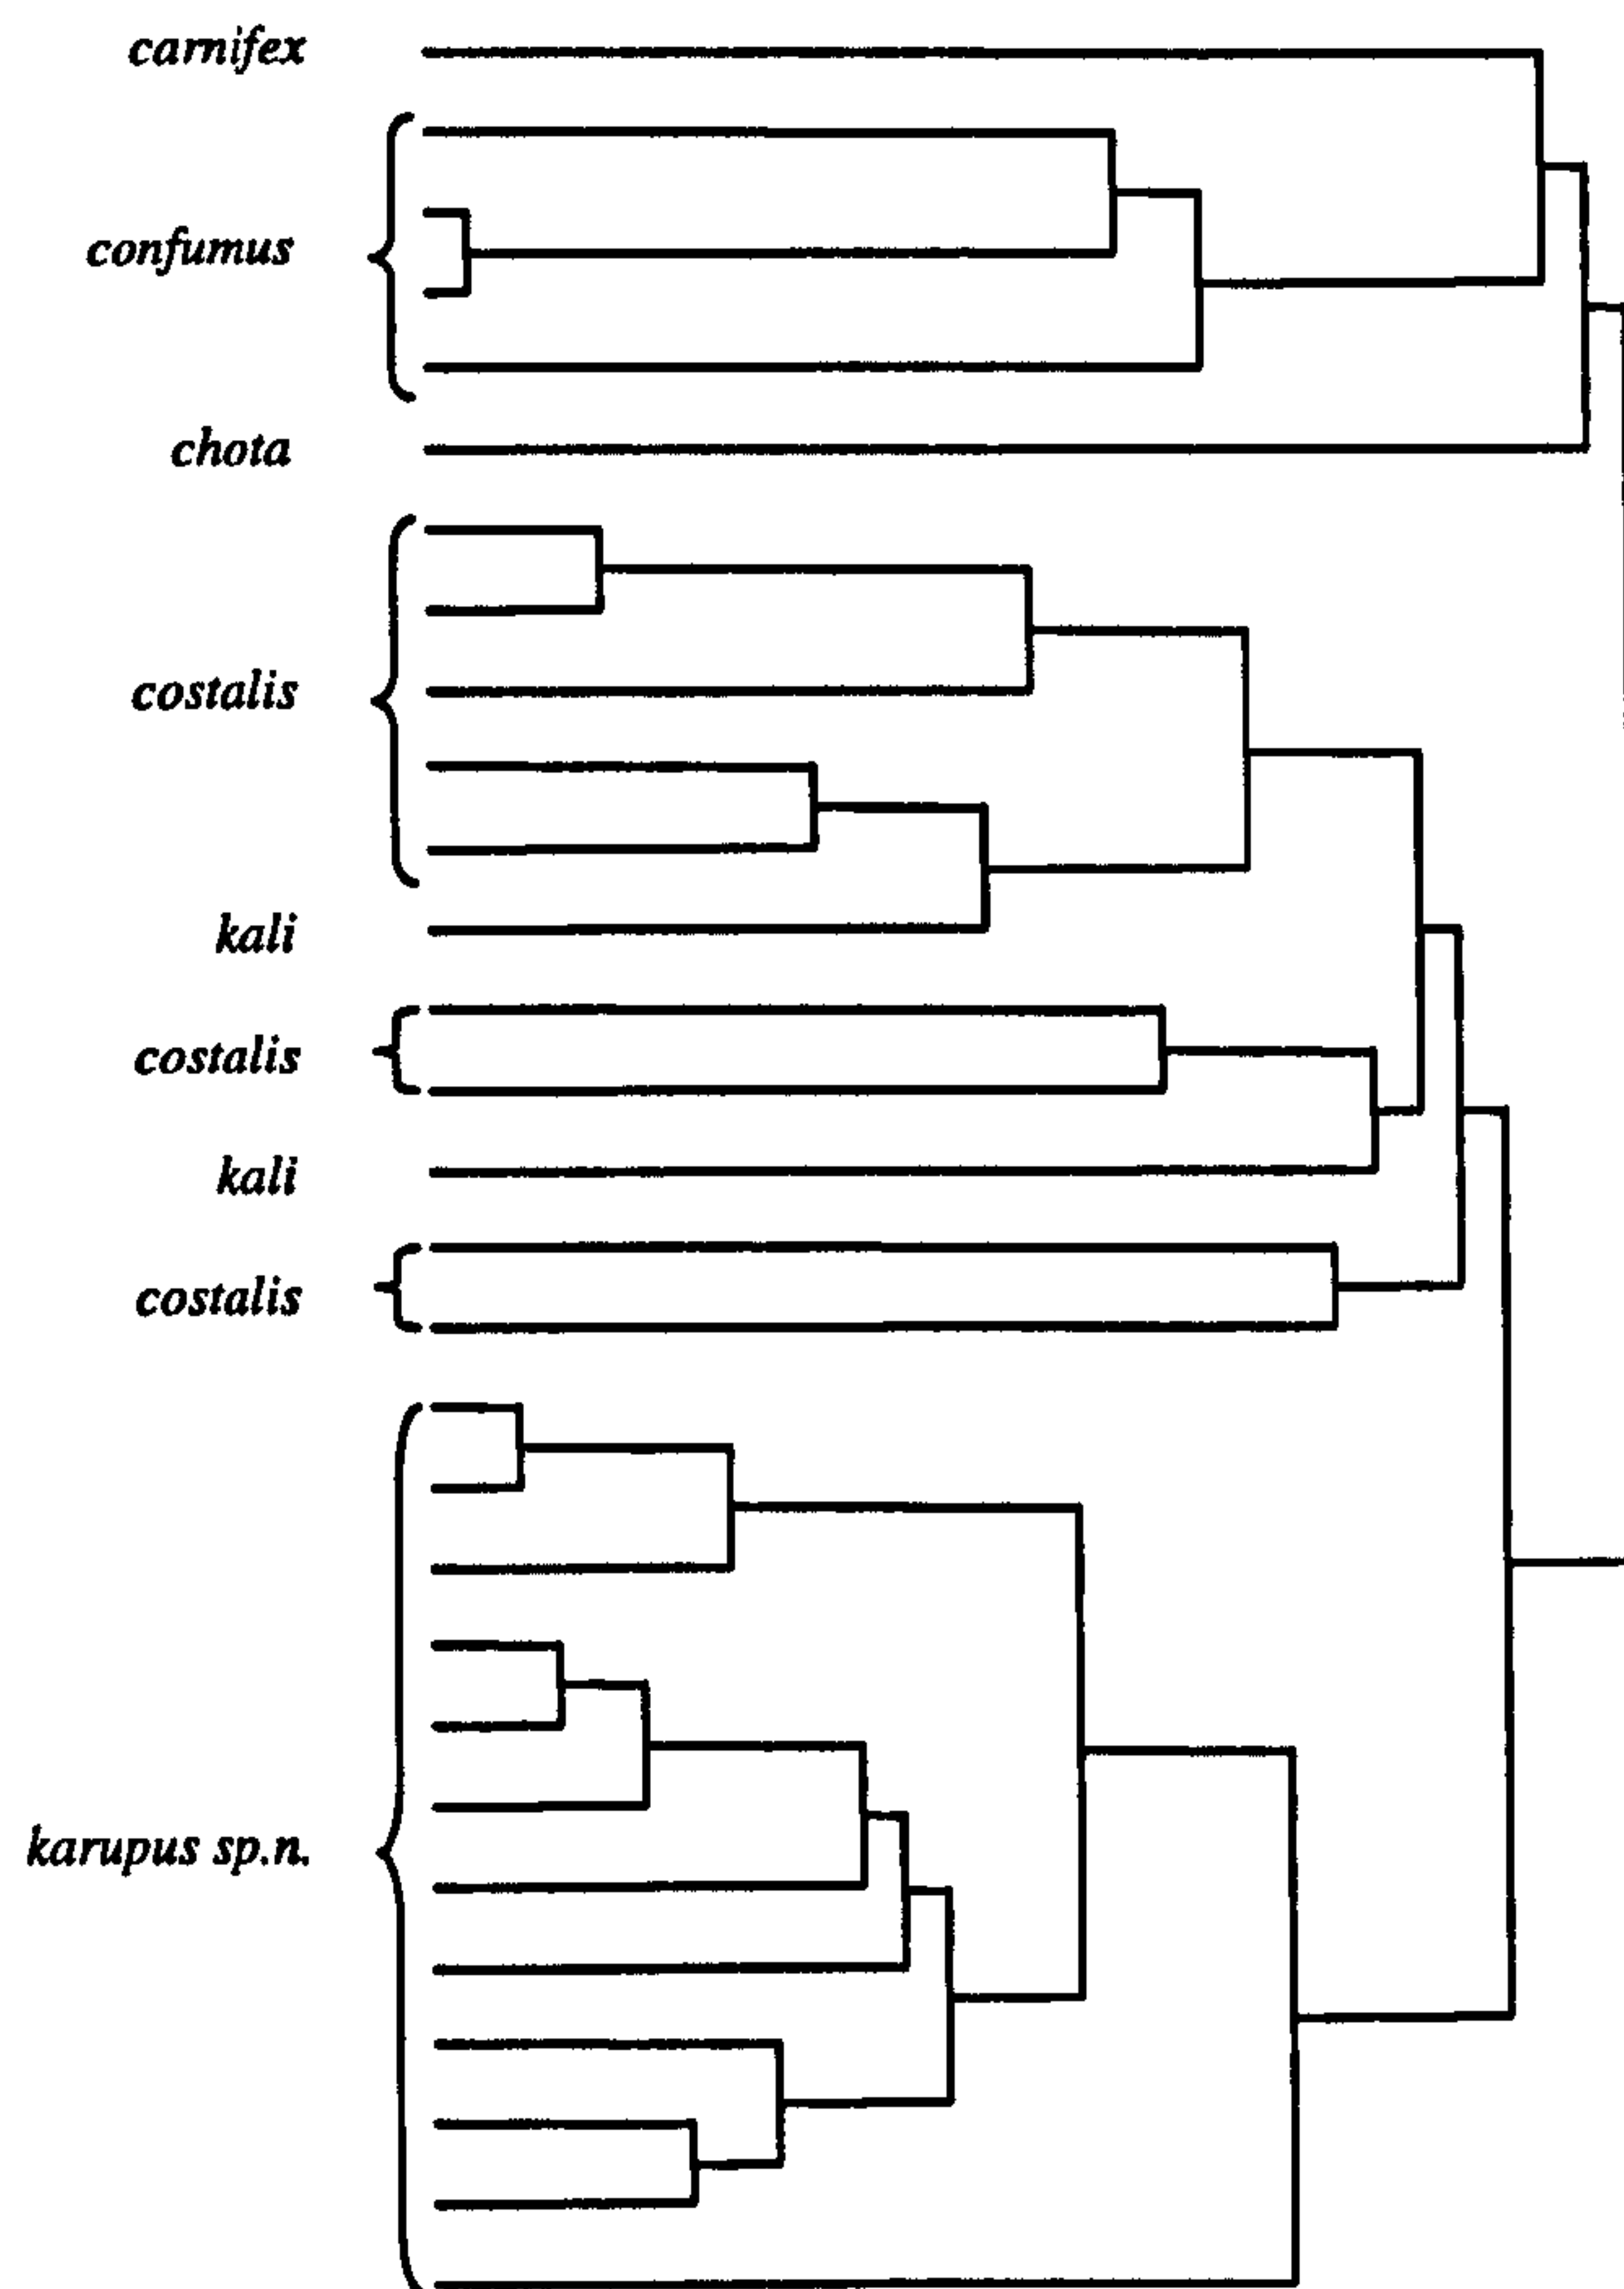 carnifex
confumus
chota
costalis
kali
costalis
kali
costalis
karupus sp.n.